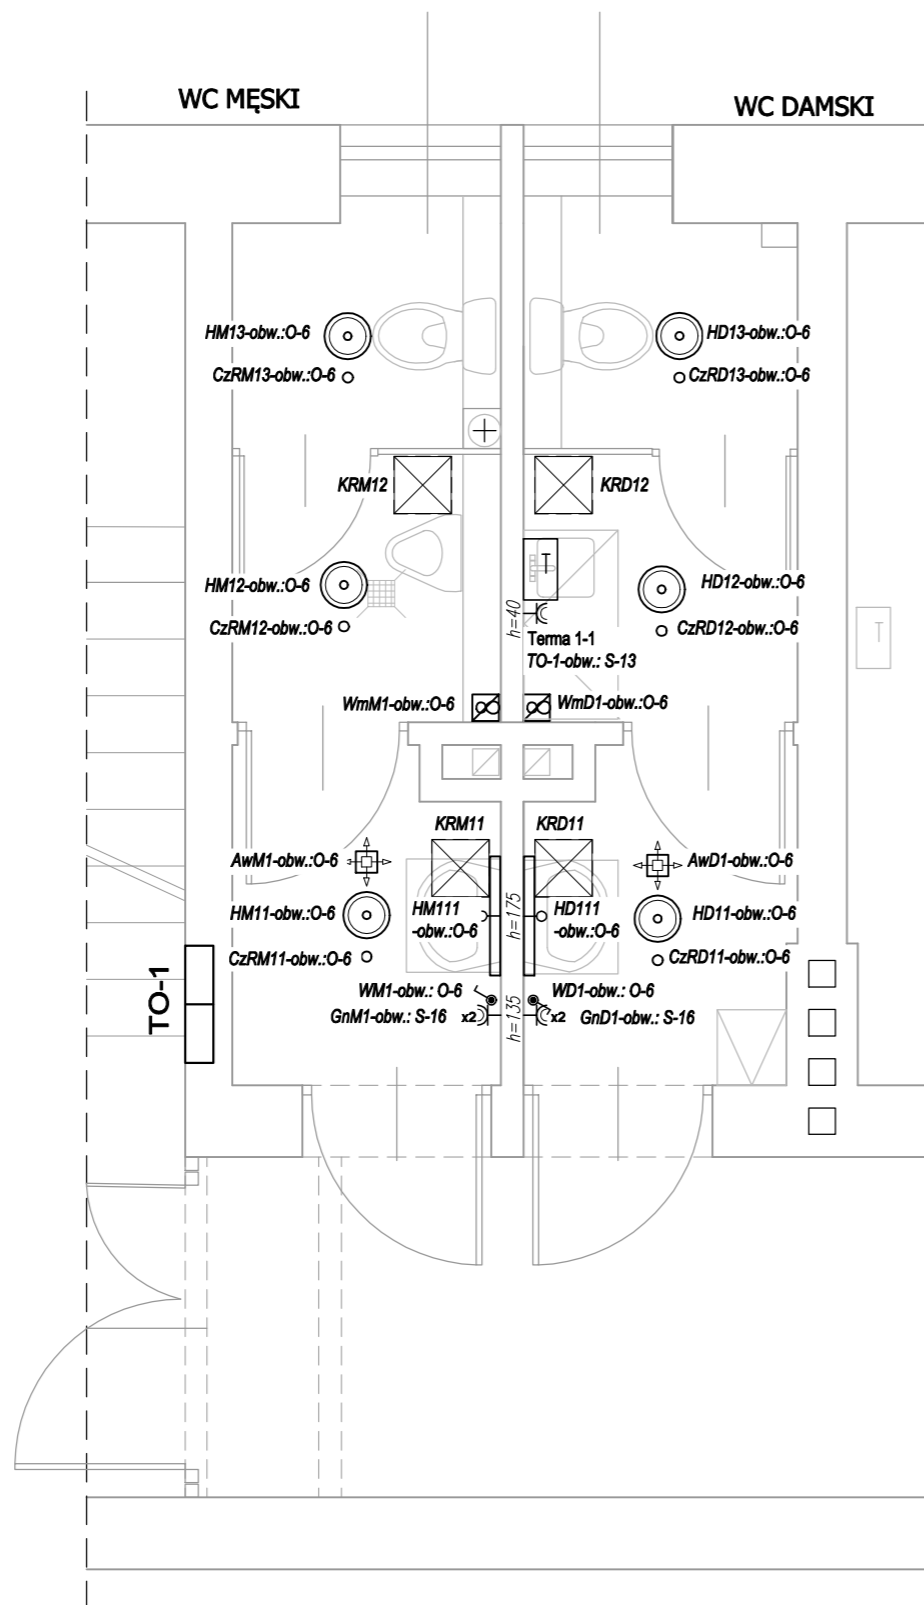 WC MĘSKI
WC DAMSKI
HM13-obw.:O-6
HD13-obw.:O-6
CzRM13-obw.:O-6
CzRD13-obw.:O-6
KRM12
KRD12
T
HM12-obw.:O-6
HD12-obw.:O-6
h=40
CzRM12-obw.:O-6
CzRD12-obw.:O-6
T
Terma 1-1
TO-1-obw.: S-13
WmM1-obw.:O-6
WmD1-obw.:O-6
KRM11
KRD11
AwM1-obw.:O-6
AwD1-obw.:O-6
HM11-obw.:O-6
HM111
-obw.:O-6
h=175
HD111
-obw.:O-6
HD11-obw.:O-6
CzRM11-obw.:O-6
CzRD11-obw.:O-6
TO-1
WM1-obw.: O-6
WD1-obw.: O-6
GnM1-obw.: S-16 x2
h=135
x2 GnD1-obw.: S-16